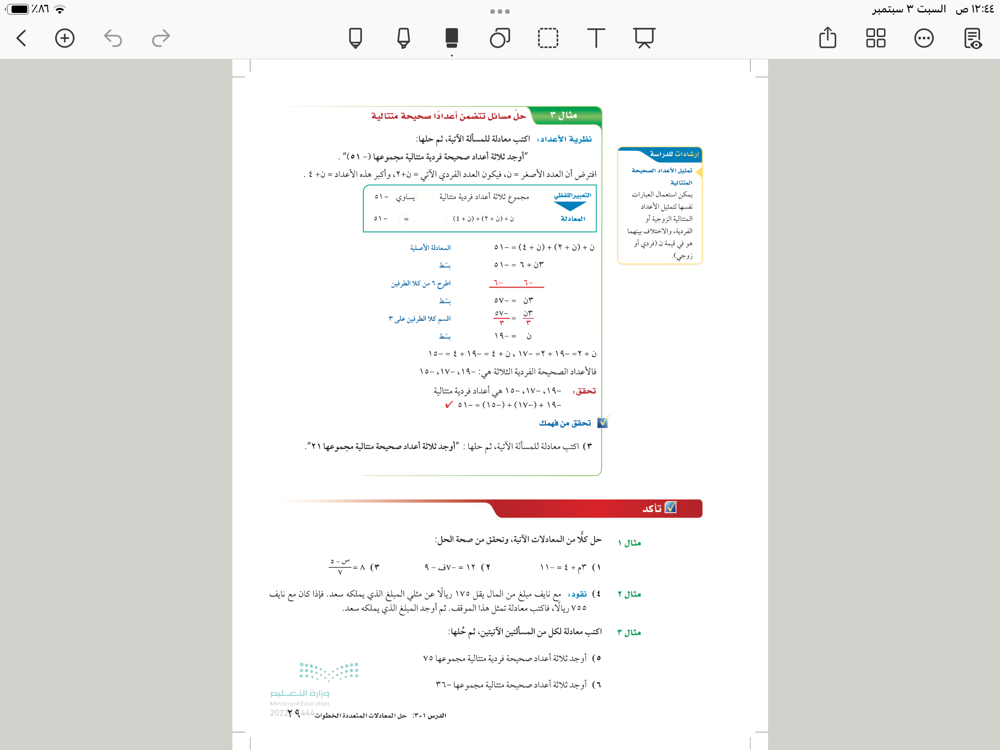 ١٢:٤٤ ص السبت ٣ سبتمبر
٪٨٦
مثال ٣ حلّ مسائل تتضمن أعدادًا صحيحة متتالية
نظرية الأعداد: اكتب معادلة للمسألة الآتية، ثم حلها:
”أوجد ثلاثة أعداد صحيحة فردية متتالية مجموعها (– ٥١)“ .
افترض أن العدد الأصغر = ن، فيكون العدد الفردي الآتي = ن+٢، وأكبر هذه الأعداد = ن+ ٤ .
التعبير اللفظي مجموع ثلاثة أعداد فردية متتالية يساوي –٥١
المعادلة ن + (ن + ٢) + (ن + ٤) = –٥١
ن + (ن + ٢) + (ن + ٤) = –٥١ المعادلة الأصلية
٣ن + ٦ = –٥١ بسّط
–٦ –٦ اطرح ٦ من كلا الطرفين
٣ن = –٥٧ بسّط
٣ن = –٥٧
٣ ٣ اقسم كلا الطرفين على ٣
ن = –١٩ بسّط
ن + ٢= –١٩ + ٢= –١٧ ، ن + ٤ = –١٩ + ٤ = –١٥
فالأعداد الصحيحة الفردية الثلاثة هي: –١٩، –١٧، –١٥
تحقق: –١٩، –١٧، –١٥ هي أعداد فردية متتالية
–١٩ + (–١٧) + (–١٥) = –٥١ ✓
تحقق من فهمك
٣) اكتب معادلة للمسألة الآتية، ثم حلها : ”أوجد ثلاثة أعداد صحيحة متتالية مجموعها ٢١“.
إرشادات للدراسة
تمثيل الأعداد الصحيحة
المتتالية
يمكن استعمال العبارات
نفسها لتمثيل الأعداد
المتتالية الزوجية أو
الفردية، والاختلاف بينهما
هو في قيمة ن (فردي أو
زوجي).
تأكد
مثال ١ حل كلًّا من المعادلات الآتية، وتحقق من صحة الحل:
١) ٣م + ٤ = –١١ ٢) ١٢ = –٧ف – ٩ ٣) ٨ = س – ٥
٧
مثال ٢ ٤) نقود: مع نايف مبلغ من المال يقل ١٧٥ ريالًا عن مثلي المبلغ الذي يملكه سعد. فإذا كان مع نايف
٧٥٥ ريالًا، فاكتب معادلة تمثل هذا الموقف. ثم أوجد المبلغ الذي يملكه سعد.
مثال ٣ اكتب معادلة لكل من المسألتين الآتيتين، ثم حُلها:
٥) أوجد ثلاثة أعداد صحيحة فردية متتالية مجموعها ٧٥
٦) أوجد ثلاثة أعداد صحيحة متتالية مجموعها –٣٦
وزارة التعـــليم
Ministry of Education
2022 - 1444
الدرس ١-٣: حل المعادلات المتعددة الخطوات ٢٩